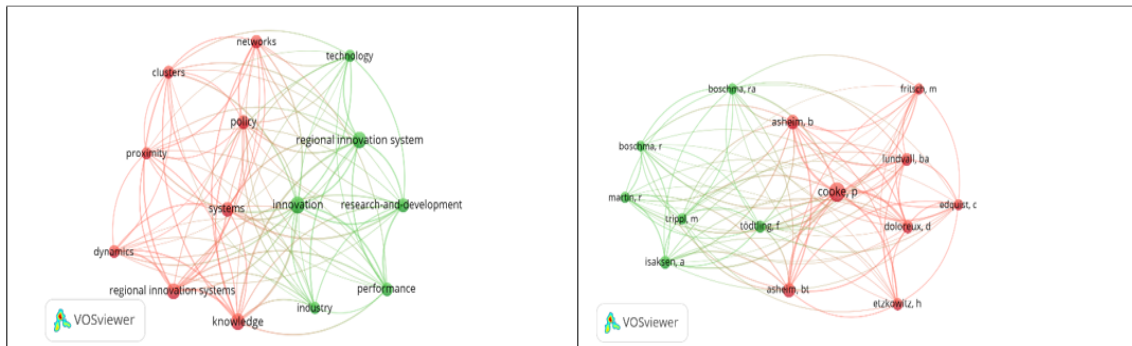 networks
technology
clusters
policy
regional innovation system
proximity
systems
innovation
research-and-development
dynamics
regional innovation systems
performance
industry
knowledge
VOSviewer
boschma, ra
fritsch, m
asheim, b
boschma, r
lundvall, ba
cooke, p
martin, r
edquist, c
trippl, m
tödtling, f
doloreux, d
isaksen, a
asheim, bt
etzkowitz, h
VOSviewer